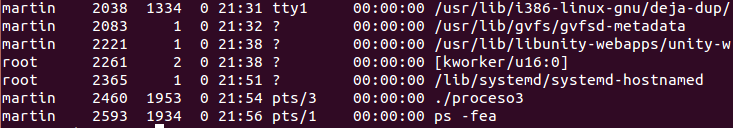 martin 2038 1334 0 21:31 tty1 00:00:00 /usr/lib/i386-linux-gnu/deja-dup/
martin 2083 1 0 21:32 ? 00:00:00 /usr/lib/gvfs/gvfsd-metadata
martin 2221 1 0 21:38 ? 00:00:00 /usr/lib/libunity-webapps/unity-w
root 2261 2 0 21:38 ? 00:00:00 [kworker/u16:0]
root 2365 1 0 21:51 ? 00:00:00 /lib/systemd/systemd-hostnamed
martin 2460 1953 0 21:54 pts/3 00:00:00 ./proceso3
martin 2593 1934 0 21:56 pts/1 00:00:00 ps -fea